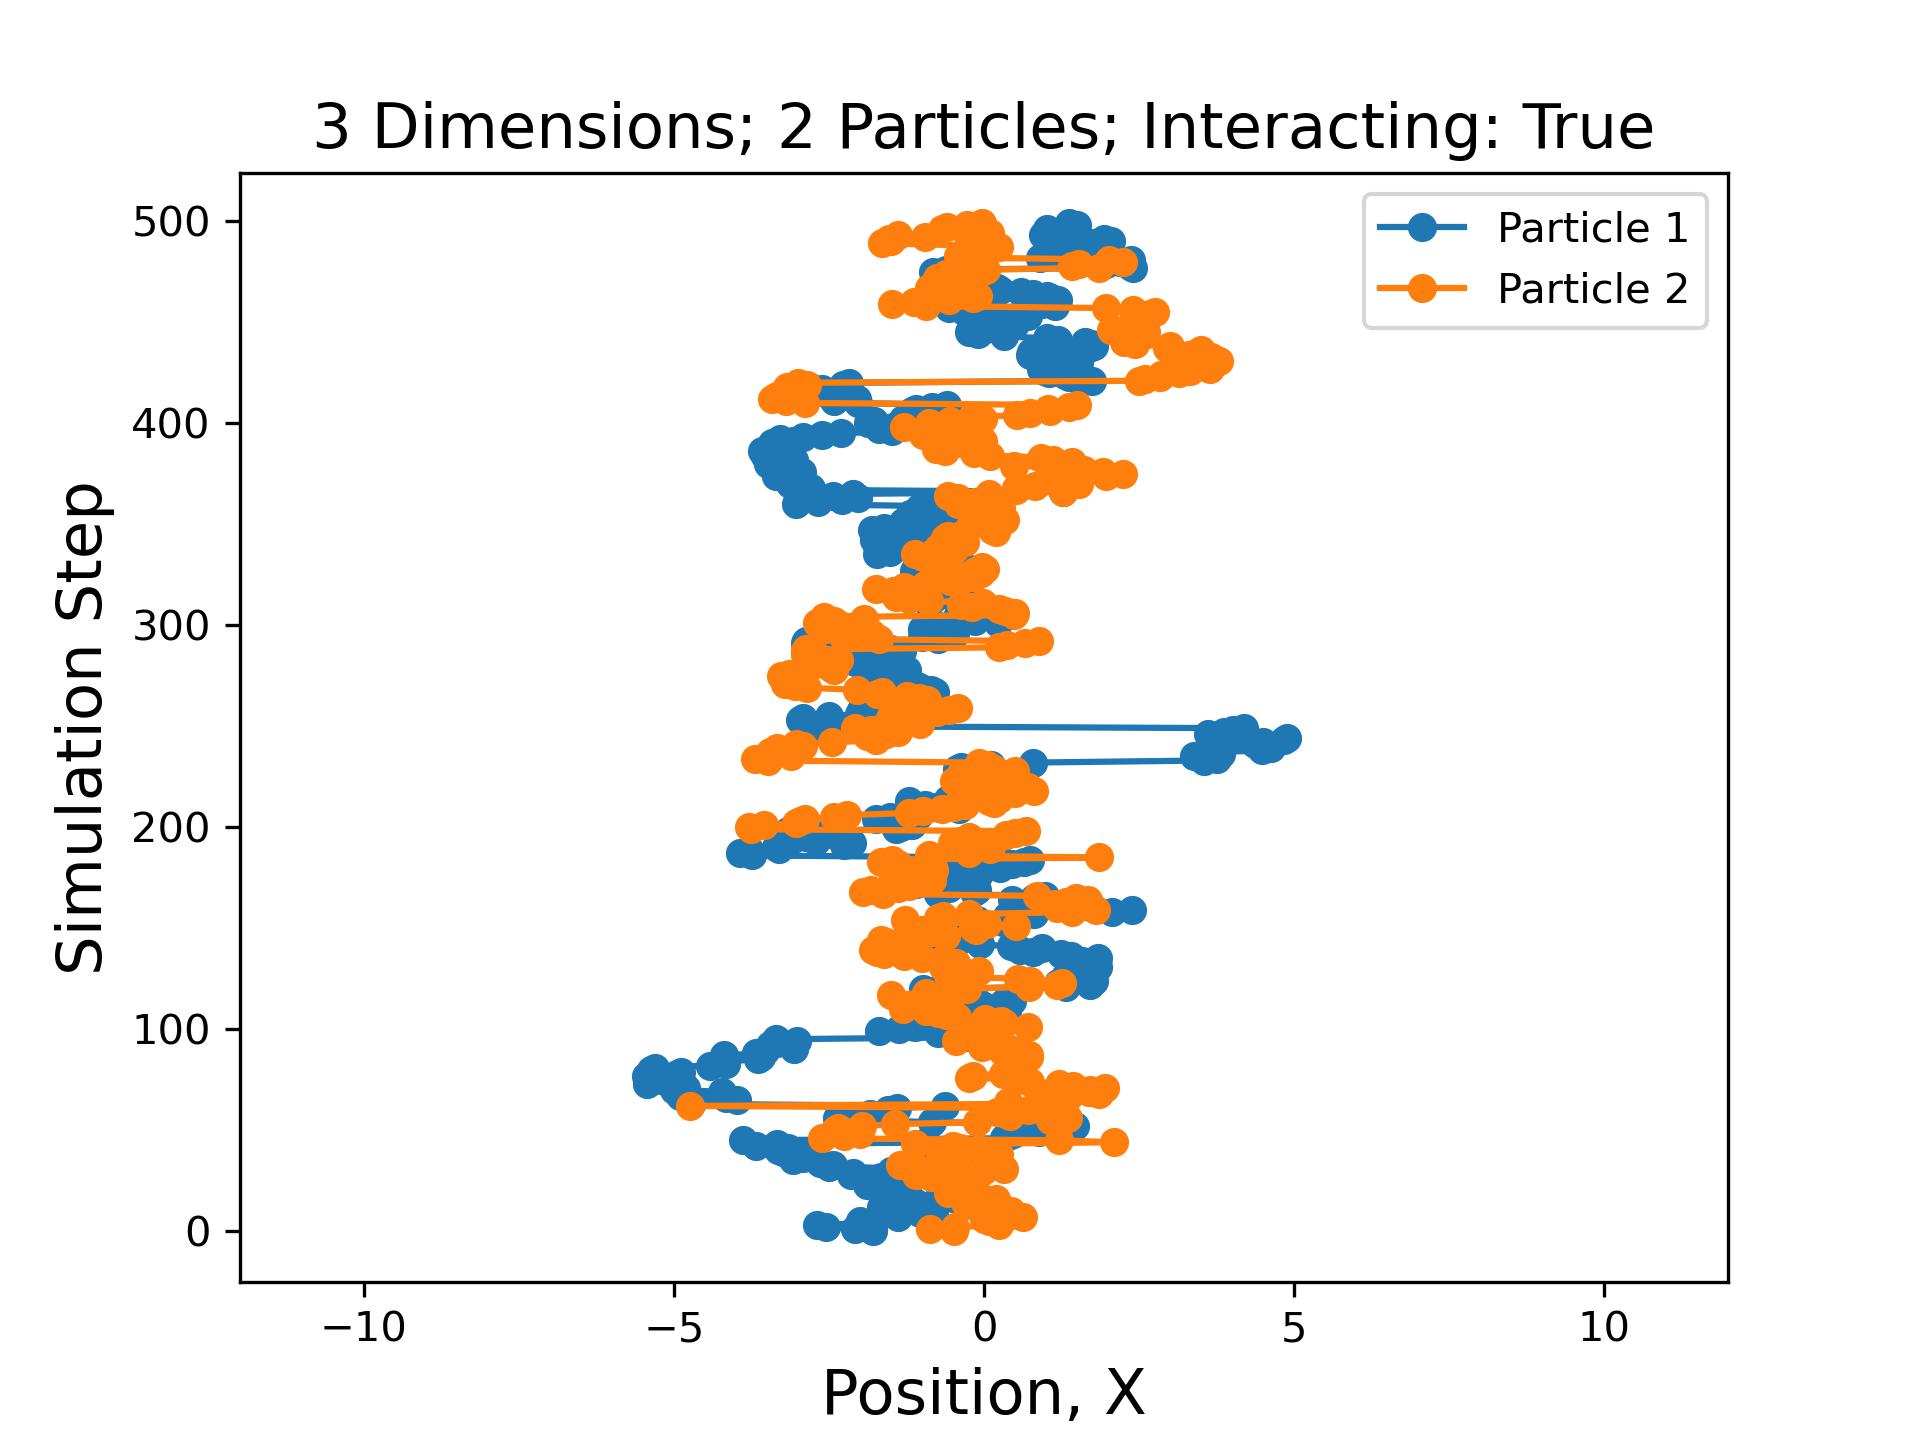 3 Dimensions; 2 Particles; Interacting: True
Particle 1
Particle 2
500
400
300
200
100
0
Simulation Step
−10
−5
0
5
10
Position, X